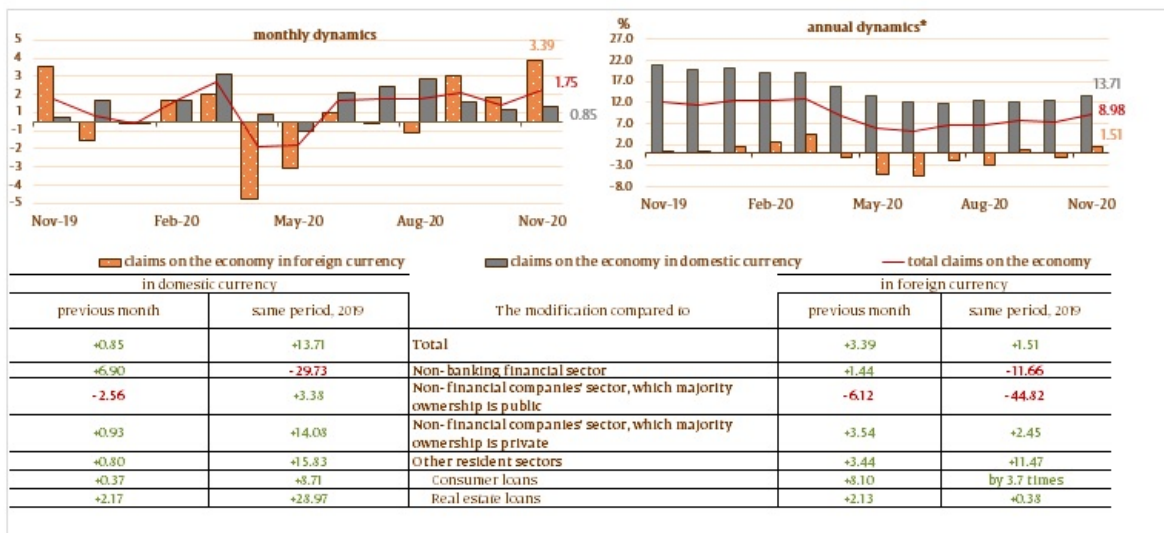 monthly dynamics
5
4
3
2
1
-1
-2
-3
-4
-5
3.39
1.75
0.85
Nov-19 Feb-20 May-20 Aug-20 Nov-20
annual dynamics*
%
27.0
22.0
17.0
12.0
7.0
2.0
-3.0
-8.0
13.71
8.98
1.51
Nov-19 Feb-20 May-20 Aug-20 Nov-20
claims on the economy in foreign currency claims on the economy in domestic currency total claims on the economy
in domestic currency in foreign currency
previous month same period, 2019 The modification compared to previous month same period, 2019
+0.85 +13.71 Total +3.39 +1.51
+6.90 -29.73 Non-banking financial sector +1.44 -11.66
-2.56 +3.38 Non-financial companies' sector, which majority
ownership is public -6.12 -44.82
+0.93 +14.08 Non-financial companies' sector, which majority
ownership is private +3.54 +2.45
+0.80 +15.83 Other resident sectors +3.44 +11.47
+0.37 +8.71 Consumer loans +8.10 by 3.7 times
+2.17 +28.97 Real estate loans +2.13 +0.38